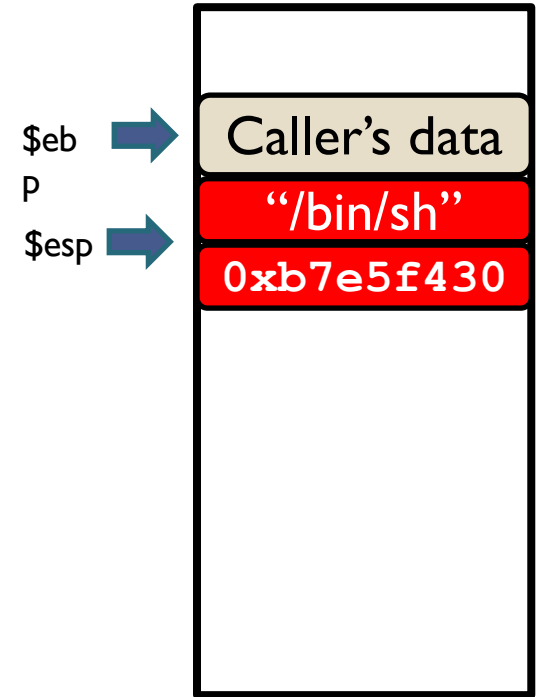 $eb
p
$esp
Caller’s data
“/bin/sh”
0xb7e5f430